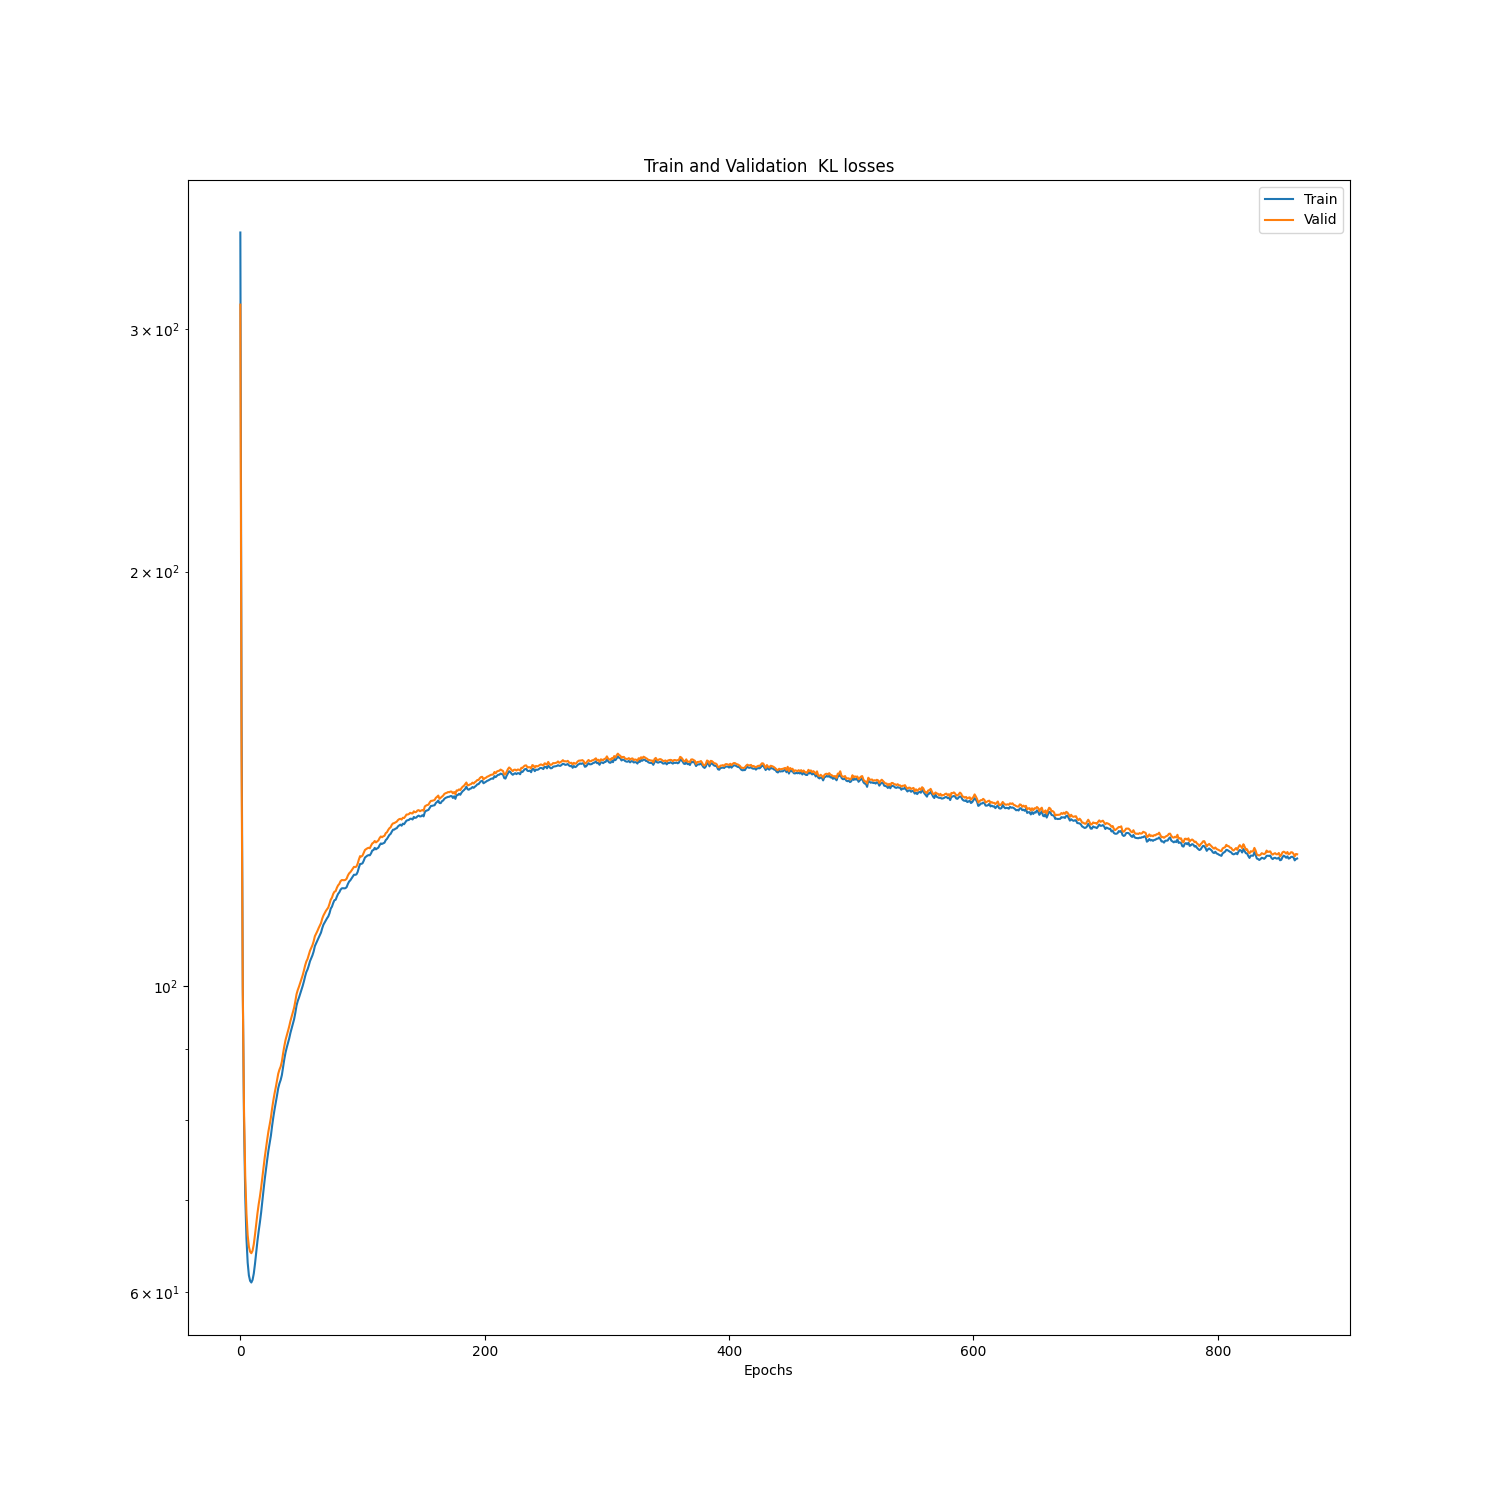 Train and Validation  KL losses
Train
Valid
3 × 10²
2 × 10²
10²
6 × 10¹
0 200 400 600 800
Epochs